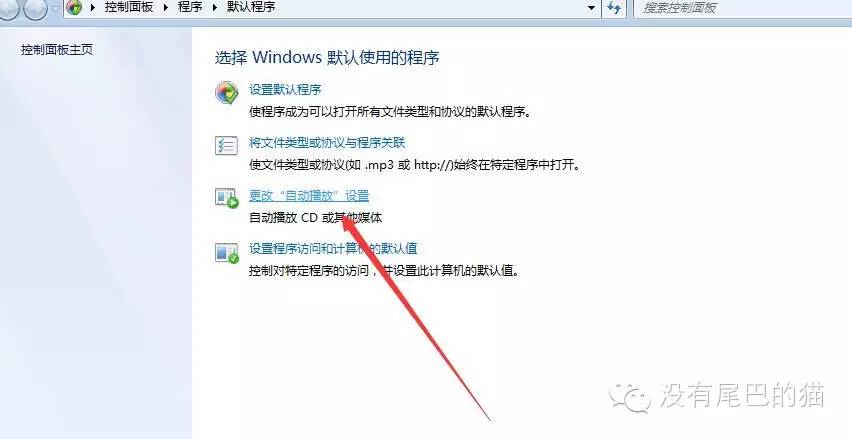 控制面板 程序 默认程序 搜索控制面板
控制面板主页
选择 Windows 默认使用的程序
设置默认程序
使程序成为可以打开所有文件类型和协议的默认程序。
将文件类型或协议与程序关联
使文件类型或协议(如 .mp3 或 http://)始终在特定程序中打开。
更改“自动播放”设置
自动播放 CD 或其他媒体
设置程序访问和计算机的默认值
控制对特定程序的访问，并设置此计算机的默认值。
没有尾巴的猫